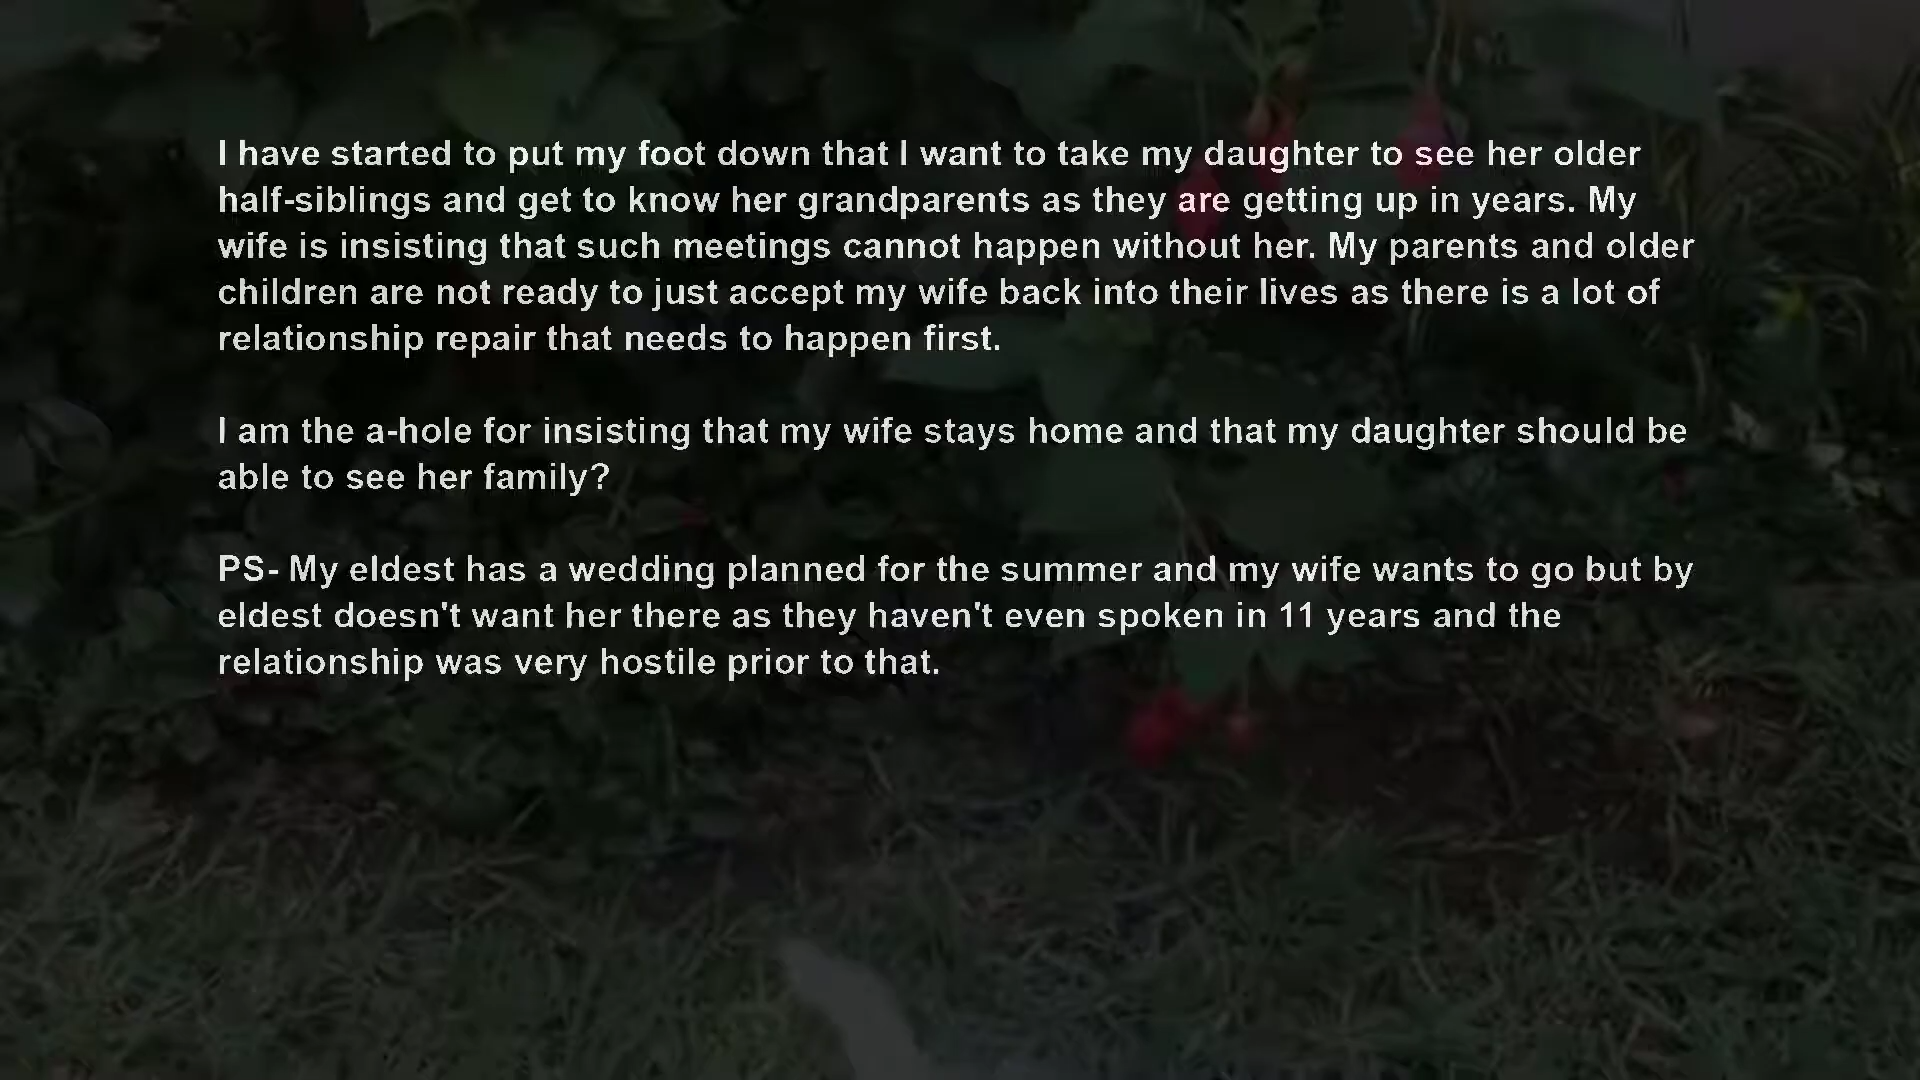 I have started to put my foot down that I want to take my daughter to see her older
half-siblings and get to know her grandparents as they are getting up in years. My
wife is insisting that such meetings cannot happen without her. My parents and older
children are not ready to just accept my wife back into their lives as there is a lot of
relationship repair that needs to happen first.
I am the a-hole for insisting that my wife stays home and that my daughter should be
able to see her family?
PS- My eldest has a wedding planned for the summer and my wife wants to go but by
eldest doesn't want her there as they haven't even spoken in 11 years and the
relationship was very hostile prior to that.